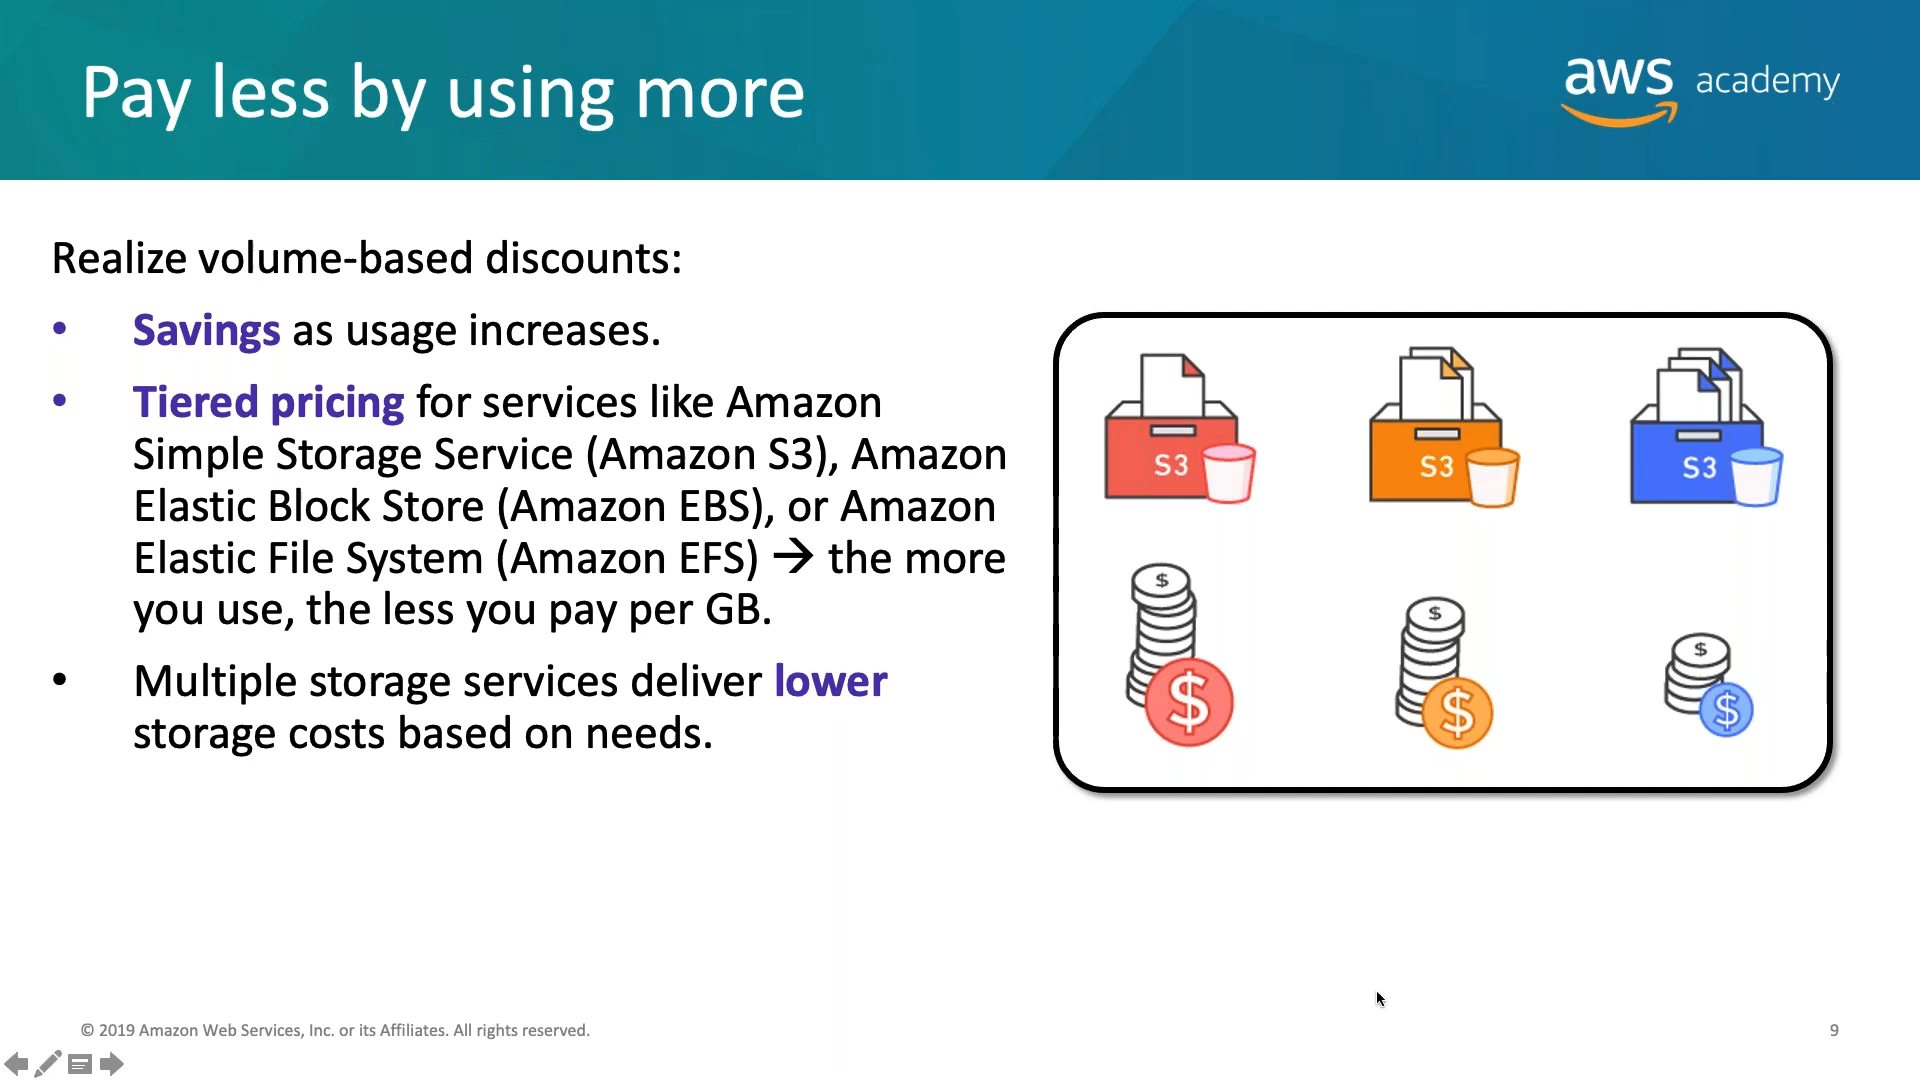 Pay less by using more
aws academy
Realize volume-based discounts:
• Savings as usage increases.
• Tiered pricing for services like Amazon
Simple Storage Service (Amazon S3), Amazon
Elastic Block Store (Amazon EBS), or Amazon
Elastic File System (Amazon EFS) → the more
you use, the less you pay per GB.
• Multiple storage services deliver lower
storage costs based on needs.
S3 S3 S3
$ $ $
$ $ $
© 2019 Amazon Web Services, Inc. or its Affiliates. All rights reserved.
9